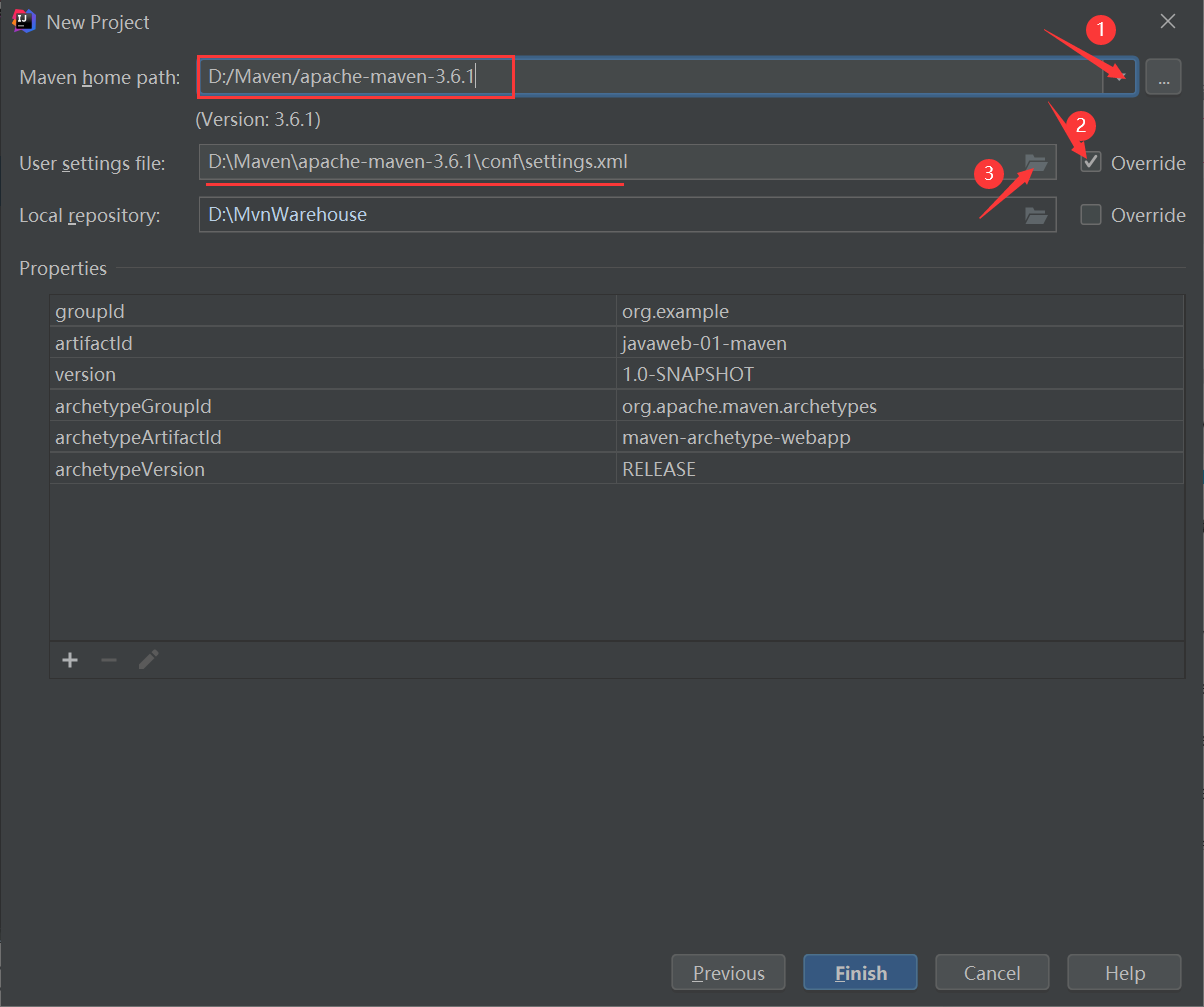 New Project
1
Maven home path: D:/Maven/apache-maven-3.6.1 ...
(Version: 3.6.1)
2
User settings file: D:\Maven\apache-maven-3.6.1\conf\settings.xml 3 Override
Local repository: D:\MvnWarehouse Override
Properties
groupId org.example
artifactId javaweb-01-maven
version 1.0-SNAPSHOT
archetypeGroupId org.apache.maven.archetypes
archetypeArtifactId maven-archetype-webapp
archetypeVersion RELEASE
Previous Finish Cancel Help